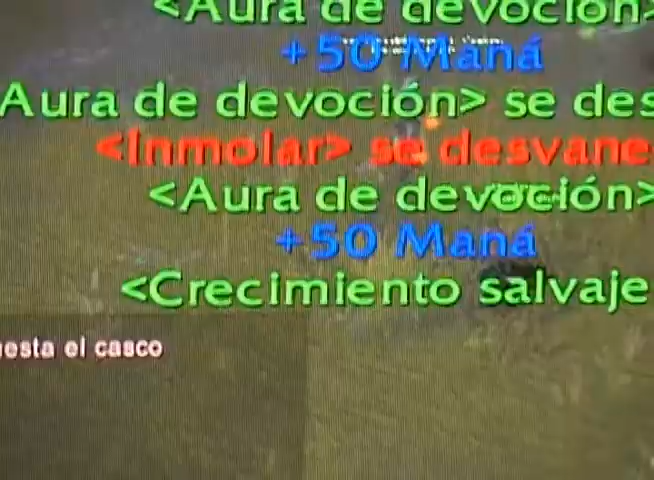 <Aura de devoción>
+50 Maná
Aura de devoción> se des
<Inmolar> se desvane
<Aura de devoción>
+50 Maná
<Crecimiento salvaje
esta el casco